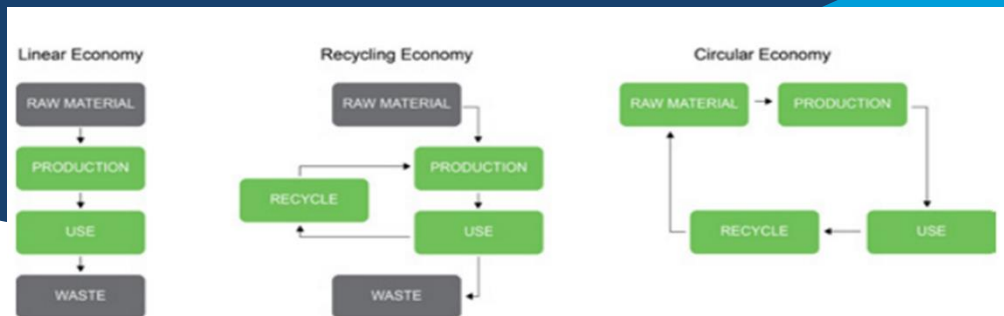 Linear Economy
RAW MATERIAL
PRODUCTION
USE
WASTE
Recycling Economy
RAW MATERIAL
PRODUCTION
RECYCLE
USE
WASTE
Circular Economy
RAW MATERIAL
PRODUCTION
RECYCLE
USE